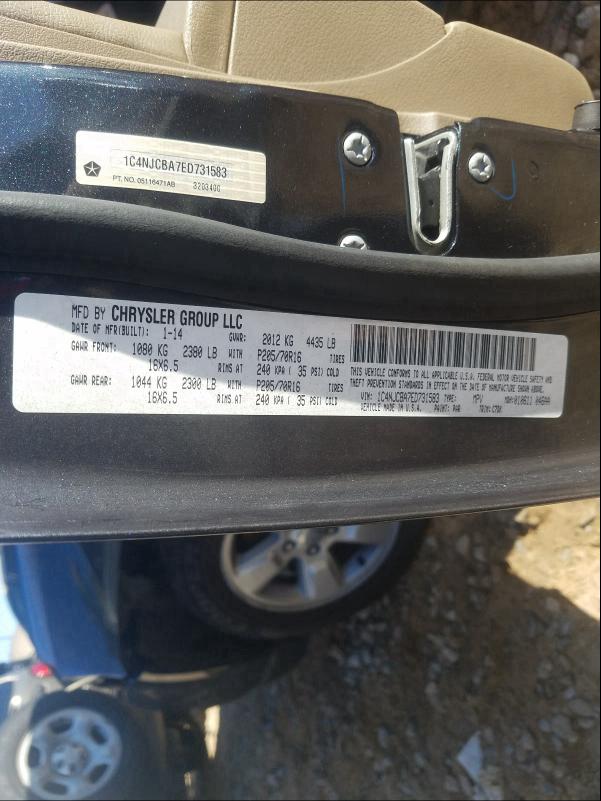 1C4NJCBA7ED731583
PT. NO. 05116471AB 3203400
MFD BY CHRYSLER GROUP LLC
DATE OF MFR(BUILT): 1-14 GVWR: 2012 KG 4435 LB
GAWR FRONT: 1080 KG 2380 LB WITH P205/70R16 TIRES
16X6.5 RIMS AT 240 KPA ( 35 PSI) COLD
GAWR REAR: 1044 KG 2300 LB WITH P205/70R16 TIRES
16X6.5 RIMS AT 240 KPA ( 35 PSI) COLD
THIS VEHICLE CONFORMS TO ALL APPLICABLE U.S.A. FEDERAL MOTOR VEHICLE SAFETY AND
THEFT PREVENTION STANDARDS IN EFFECT ON THE DATE OF MANUFACTURE SHOWN ABOVE.
VIN: 1C4NJCBA7ED731583 TYPE: MPV MDH:
VEHICLE MADE IN U.S.A. PAINT: PAR TRIM: